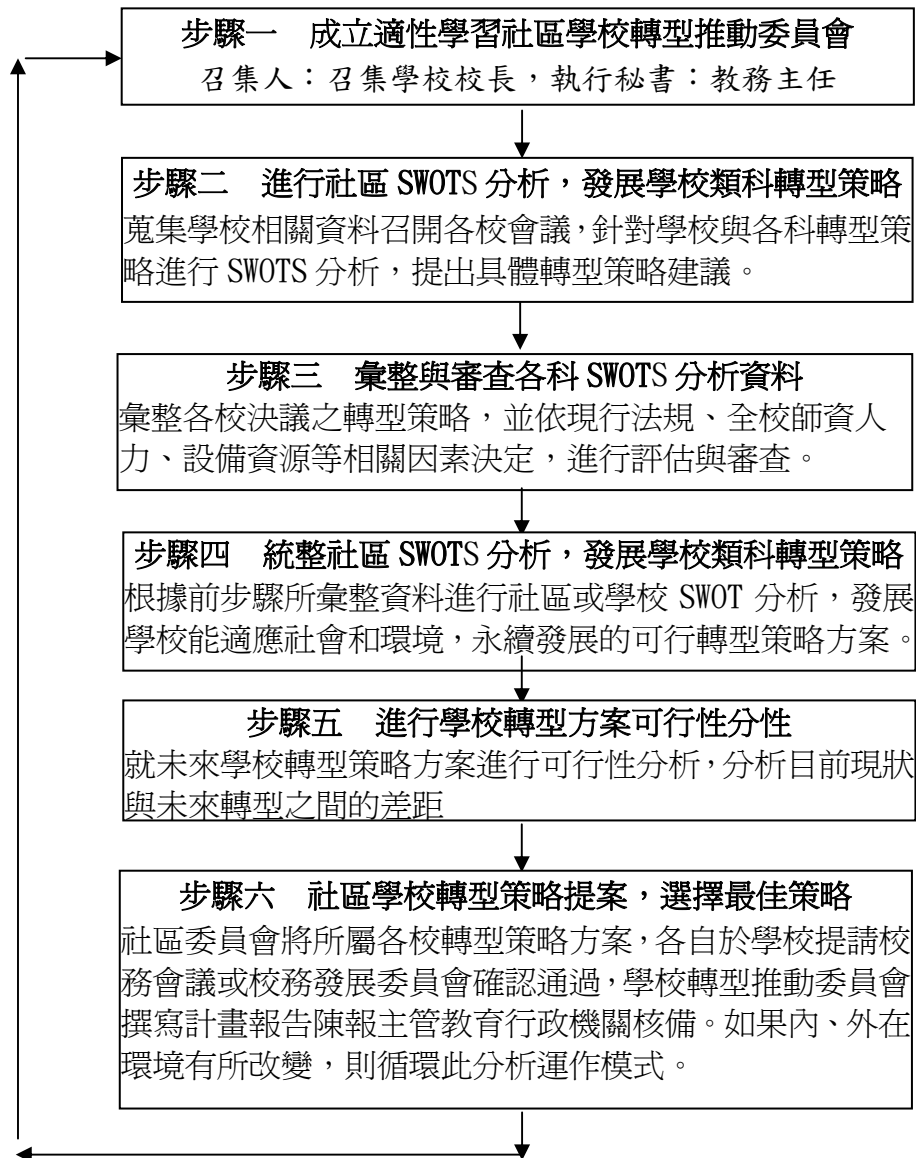 步驟一　成立適性學習社區學校轉型推動委員會
召集人：召集學校校長，執行秘書：教務主任
步驟二　進行社區 SWOTS 分析，發展學校類科轉型策略
蒐集學校相關資料召開各校會議，針對學校與各科轉型策
略進行 SWOTS 分析，提出具體轉型策略建議。
步驟三　彙整與審查各科 SWOTS 分析資料
彙整各校決議之轉型策略，並依現行法規、全校師資人
力、設備資源等相關因素決定，進行評估與審查。
步驟四　統整社區 SWOTS 分析，發展學校類科轉型策略
根據前步驟所彙整資料進行社區或學校 SWOT 分析，發展
學校能適應社會和環境，永續發展的可行轉型策略方案。
步驟五　進行學校轉型方案可行性分性
就未來學校轉型策略方案進行可行性分析，分析目前現狀
與未來轉型之間的差距
步驟六　社區學校轉型策略提案，選擇最佳策略
社區委員會將所屬各校轉型策略方案，各自於學校提請校
務會議或校務發展委員會確認通過，學校轉型推動委員會
撰寫計畫報告陳報主管教育行政機關核備。如果內、外在
環境有所改變，則循環此分析運作模式。